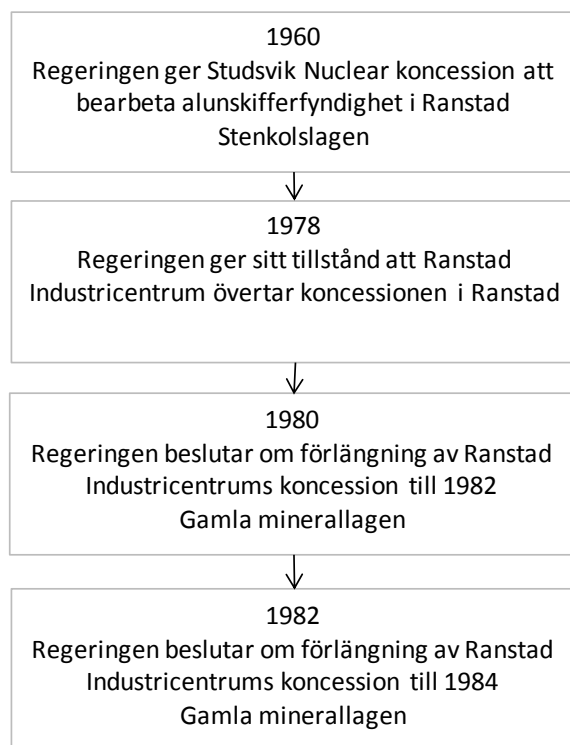 1960
Regeringen ger Studsvik Nuclear koncession att
bearbeta alunskifferfyndighet i Ranstad
Stenkolslagen
1978
Regeringen ger sitt tillstånd att Ranstad
Industricentrum övertar koncessionen i Ranstad
1980
Regeringen beslutar om förlängning av Ranstad
Industricentrums koncession till 1982
Gamla minerallagen
1982
Regeringen beslutar om förlängning av Ranstad
Industricentrums koncession till 1984
Gamla minerallagen